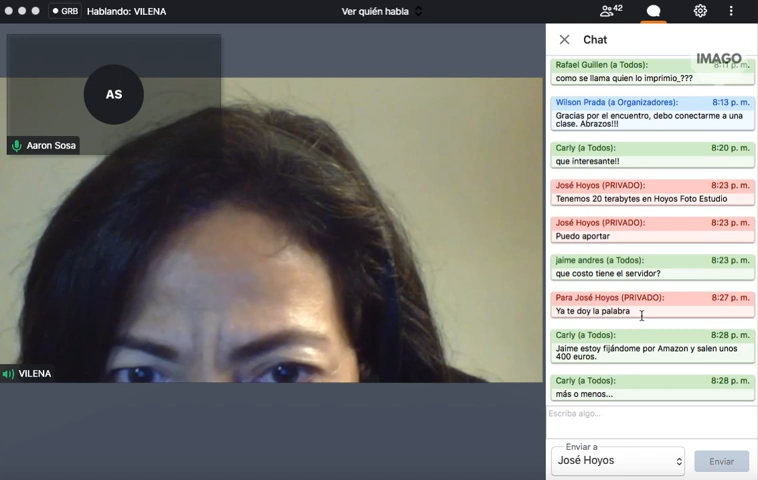 GRB
Hablando: VILENA
Ver quién habla
42
AS
Aaron Sosa
VILENA
Chat
IMAGO
Rafael Guillen (a Todos): 8:11 p. m.
como se llama quien lo imprimio_???
Wilson Prada (a Organizadores): 8:13 p. m.
Gracias por el encuentro, debo conectarme a una
clase. Abrazos!!!
Carly (a Todos): 8:20 p. m.
que interesante!!
José Hoyos (PRIVADO): 8:23 p. m.
Tenemos 20 terabytes en Hoyos Foto Estudio
José Hoyos (PRIVADO): 8:23 p. m.
Puedo aportar
jaime andres (a Todos): 8:23 p. m.
que costo tiene el servidor?
Para José Hoyos (PRIVADO): 8:27 p. m.
Ya te doy la palabra
Carly (a Todos): 8:28 p. m.
Jaime estoy fijándome por Amazon y salen unos
400 euros.
Carly (a Todos): 8:28 p. m.
más o menos...
Escriba algo...
Enviar a
José Hoyos
Enviar